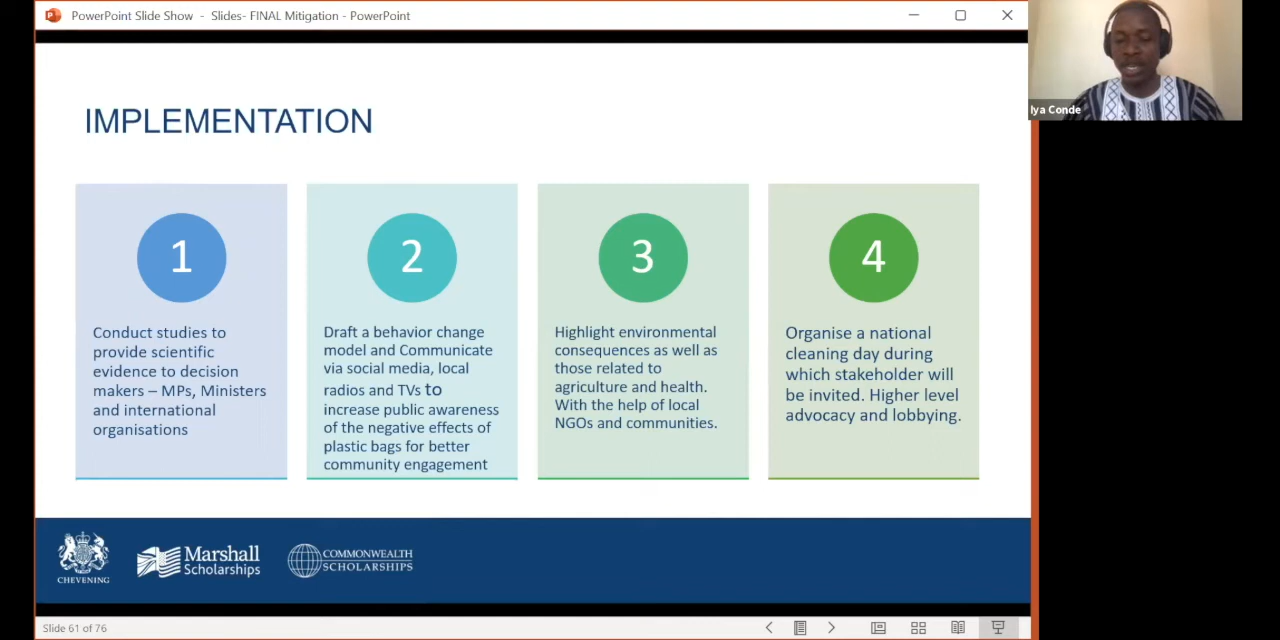 PowerPoint Slide Show - Slides- FINAL Mitigation - PowerPoint
Iya Conde
IMPLEMENTATION
1
Conduct studies to
provide scientific
evidence to decision
makers – MPs, Ministers
and international
organisations
2
Draft a behavior change
model and Communicate
via social media, local
radios and TVs to
increase public awareness
of the negative effects of
plastic bags for better
community engagement
3
Highlight environmental
consequences as well as
those related to
agriculture and health.
With the help of local
NGOs and communities.
4
Organise a national
cleaning day during
which stakeholder will
be invited. Higher level
advocacy and lobbying.
CHEVENING
Marshall
Scholarships
COMMONWEALTH
SCHOLARSHIPS
Slide 61 of 76